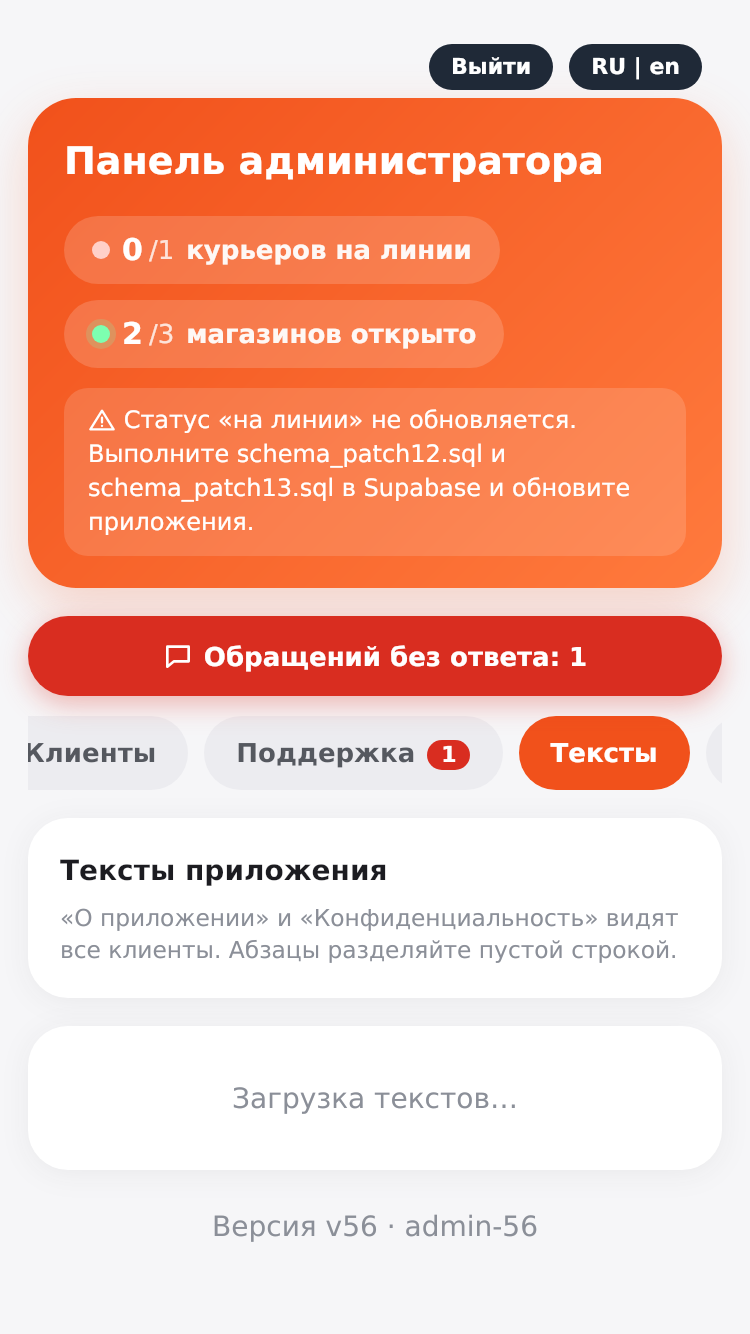 Выйти
RU | en
Панель администратора
0 /1 курьеров на линии
2 /3 магазинов открыто
Статус «на линии» не обновляется.
Выполните schema_patch12.sql и
schema_patch13.sql в Supabase и обновите
приложения.
Обращений без ответа: 1
Клиенты
Поддержка 1
Тексты
Тексты приложения
«О приложении» и «Конфиденциальность» видят
все клиенты. Абзацы разделяйте пустой строкой.
Загрузка текстов…
Версия v56 · admin-56